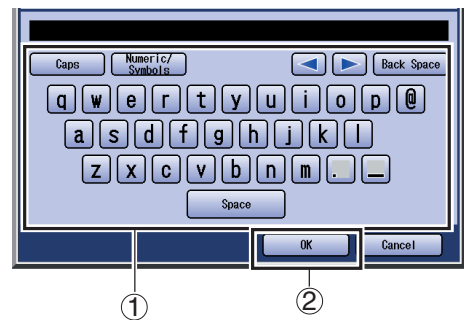 Caps Numeric/ Back Space
Symbols
q w e r t y u i o p @
a s d f g h j k l
z x c v b n m . _
Space
OK Cancel
① ②